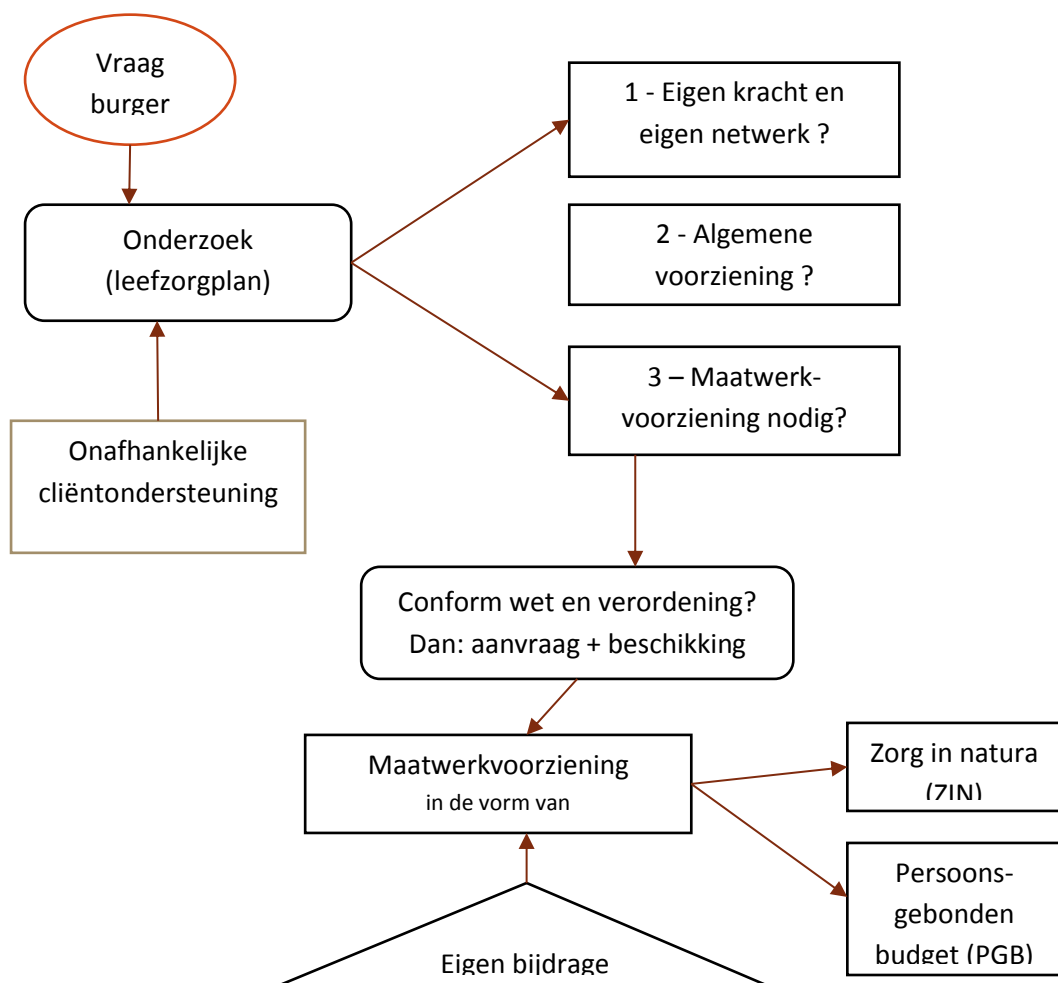 Vraag
burger
1 - Eigen kracht en
eigen netwerk ?
Onderzoek
(leefzorgplan)
2 - Algemene
voorziening ?
3 – Maatwerk-
voorziening nodig?
Onafhankelijke
cliëntondersteuning
Conform wet en verordening?
Dan: aanvraag + beschikking
Maatwerkvoorziening
in de vorm van
Zorg in natura
(ZIN)
Persoons-
gebonden
budget (PGB)
Eigen bijdrage